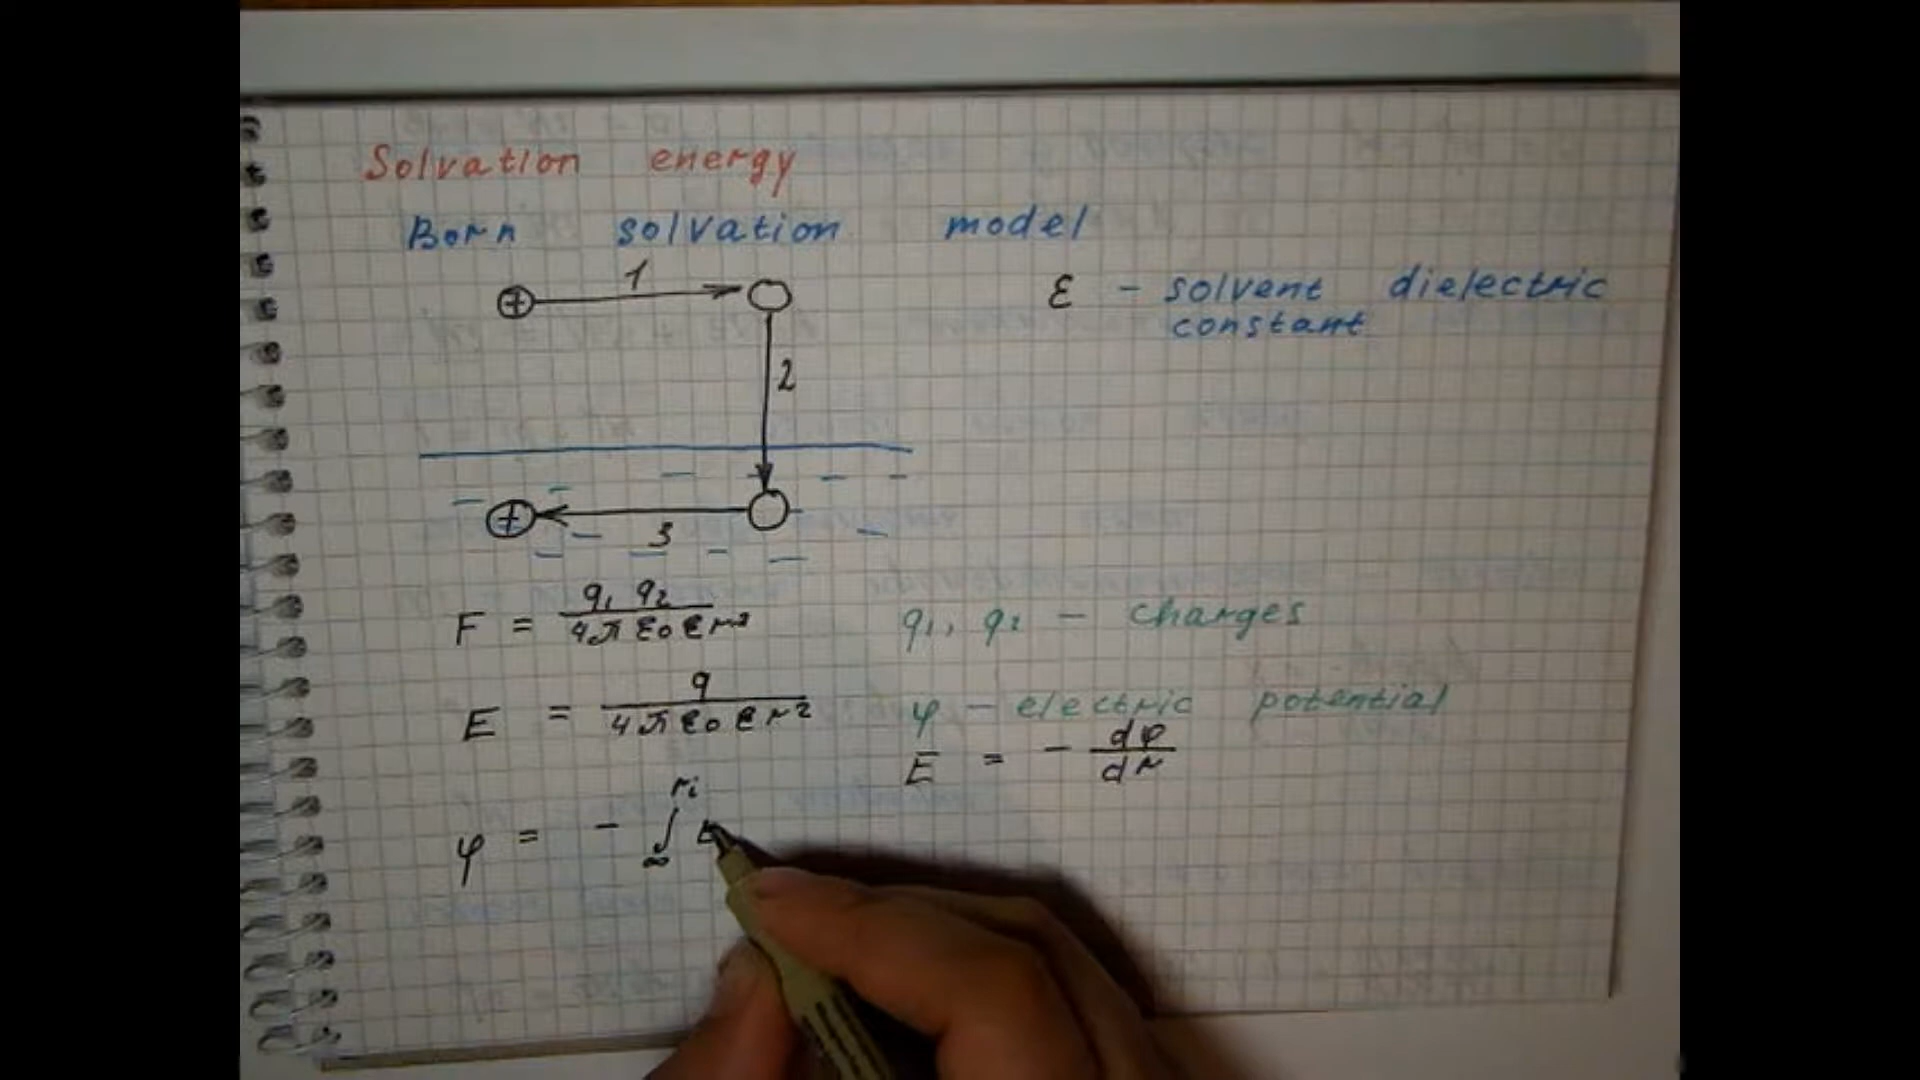 Solvation energy
Born solvation model
1
ε - solvent dielectric
constant
2
3
F = q₁ q₂ / 4π ε₀ ε r²
q₁, q₂ - charges
E = q / 4π ε₀ ε r²
φ - electric potential
E = - dφ / dr
φ = - ∫ ∞ rᵢ